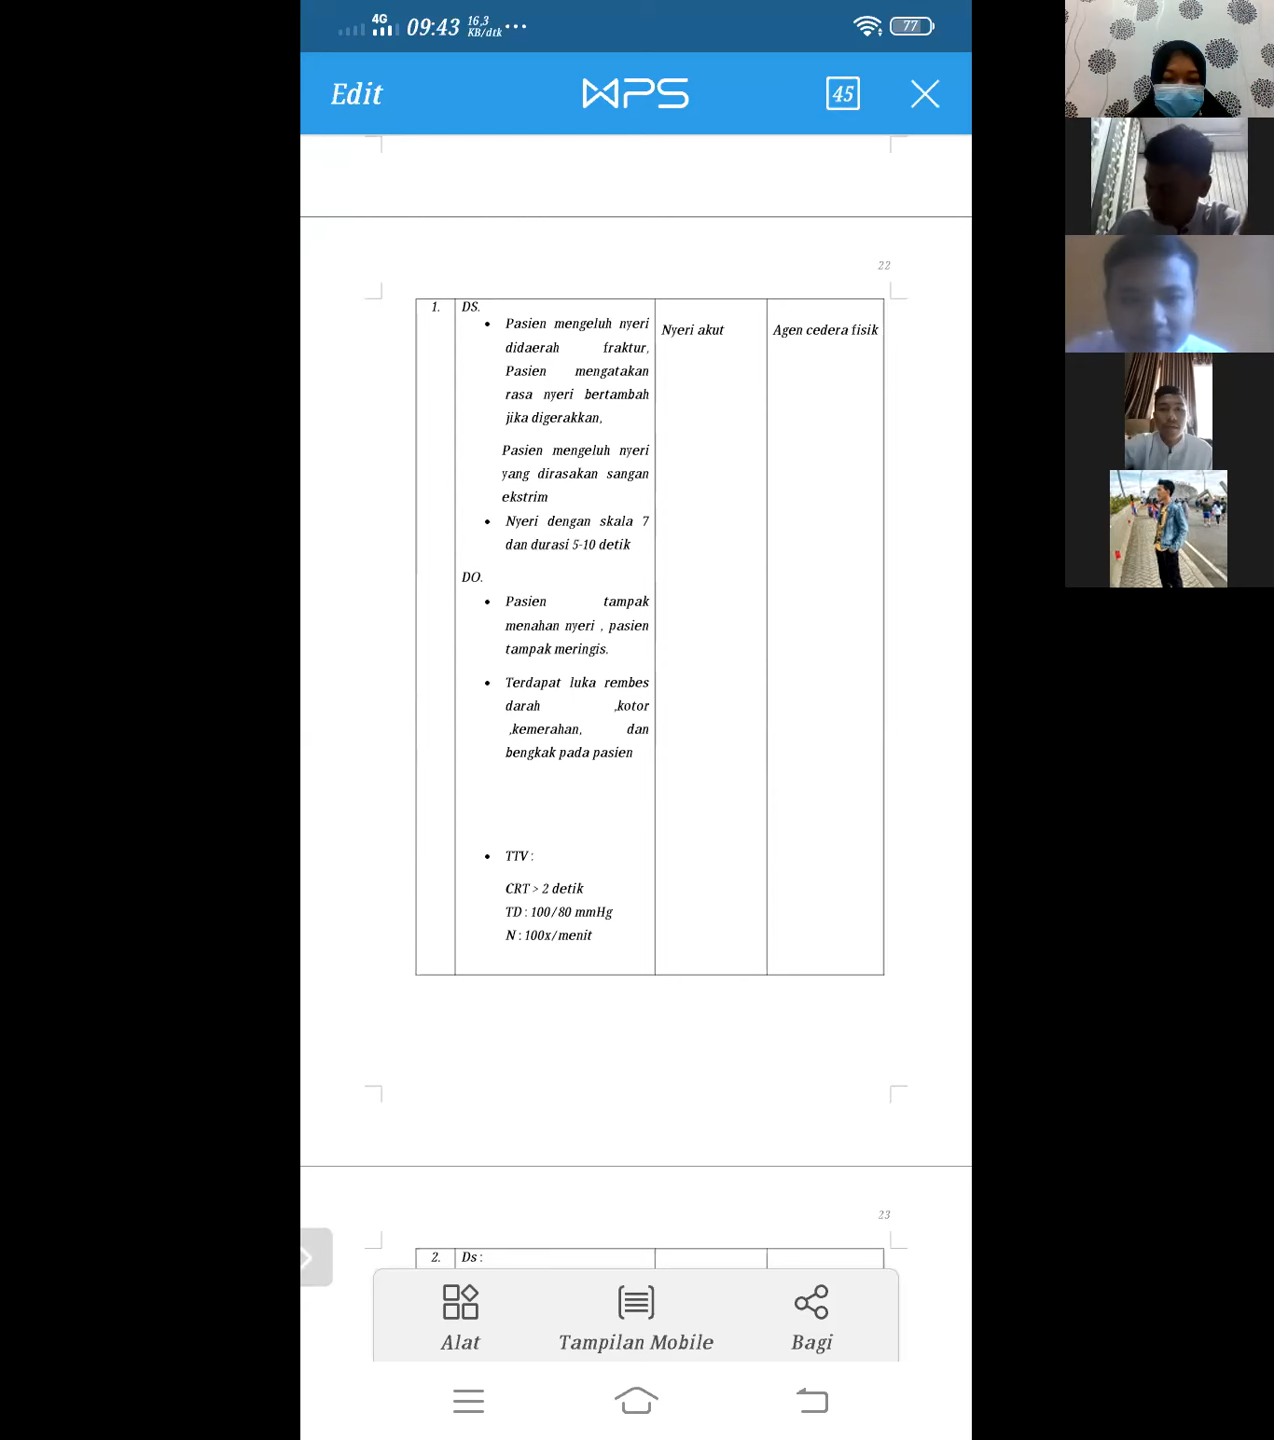 4G
09:43
16,3
KB/dtk
77
Edit
WPS
45
22
1.
DS.
Nyeri akut
Agen cedera fisik
• Pasien mengeluh nyeri
didaerah fraktur,
Pasien mengatakan
rasa nyeri bertambah
jika digerakkan,
Pasien mengeluh nyeri
yang dirasakan sangan
ekstrim
• Nyeri dengan skala 7
dan durasi 5-10 detik
DO.
• Pasien tampak
menahan nyeri , pasien
tampak meringis.
• Terdapat luka rembes
darah ,kotor
,kemerahan, dan
bengkak pada pasien
• TTV :
CRT > 2 detik
TD : 100/80 mmHg
N : 100x/menit
23
2.
Ds :
Alat
Tampilan Mobile
Bagi